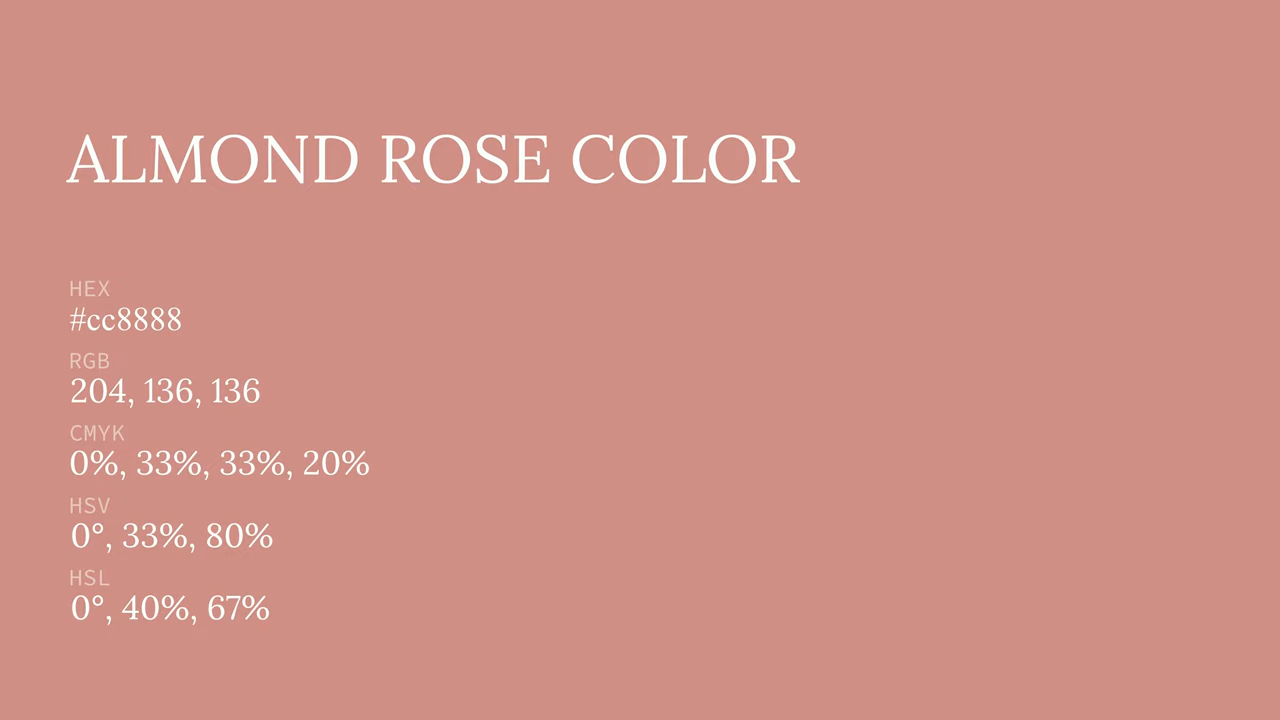 ALMOND ROSE COLOR
HEX
#cc8888
RGB
204, 136, 136
CMYK
0%, 33%, 33%, 20%
HSV
0°, 33%, 80%
HSL
0°, 40%, 67%